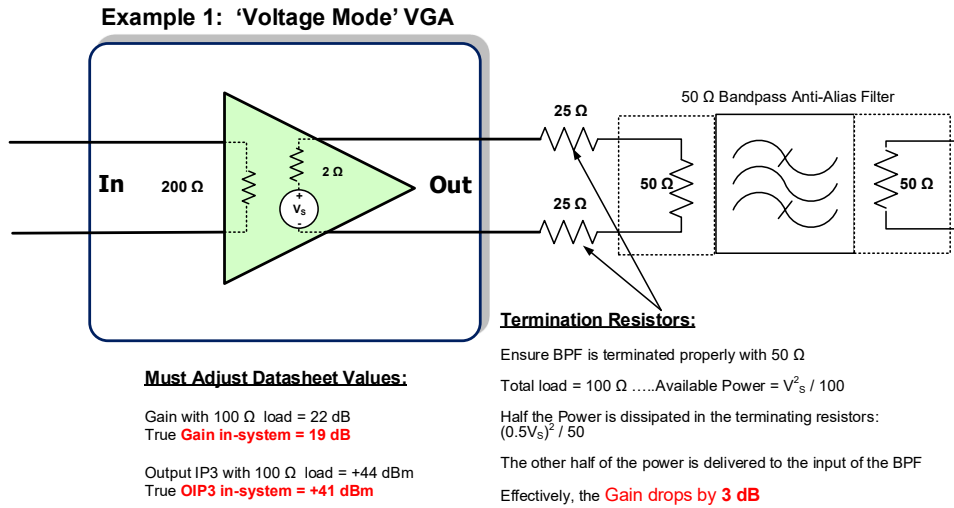 Example 1: ‘Voltage Mode’ VGA
In
200 Ω
2 Ω
+
Vs
-
Out
25 Ω
25 Ω
50 Ω Bandpass Anti-Alias Filter
50 Ω
50 Ω
Must Adjust Datasheet Values:
Gain with 100 Ω load = 22 dB
True Gain in-system = 19 dB
Output IP3 with 100 Ω load = +44 dBm
True OIP3 in-system = +41 dBm
Termination Resistors:
Ensure BPF is terminated properly with 50 Ω
Total load = 100 Ω .....Available Power = V²s / 100
Half the Power is dissipated in the terminating resistors:
(0.5Vs)² / 50
The other half of the power is delivered to the input of the BPF
Effectively, the Gain drops by 3 dB